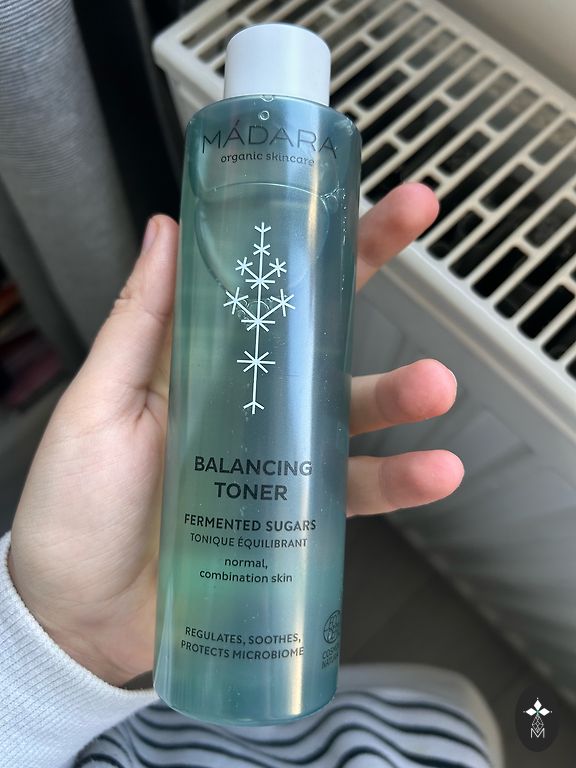 MÁDARA
organic skincare
BALANCING
TONER
FERMENTED SUGARS
TONIQUE ÉQUILIBRANT
normal,
combination skin
REGULATES, SOOTHES,
PROTECTS MICROBIOME
M